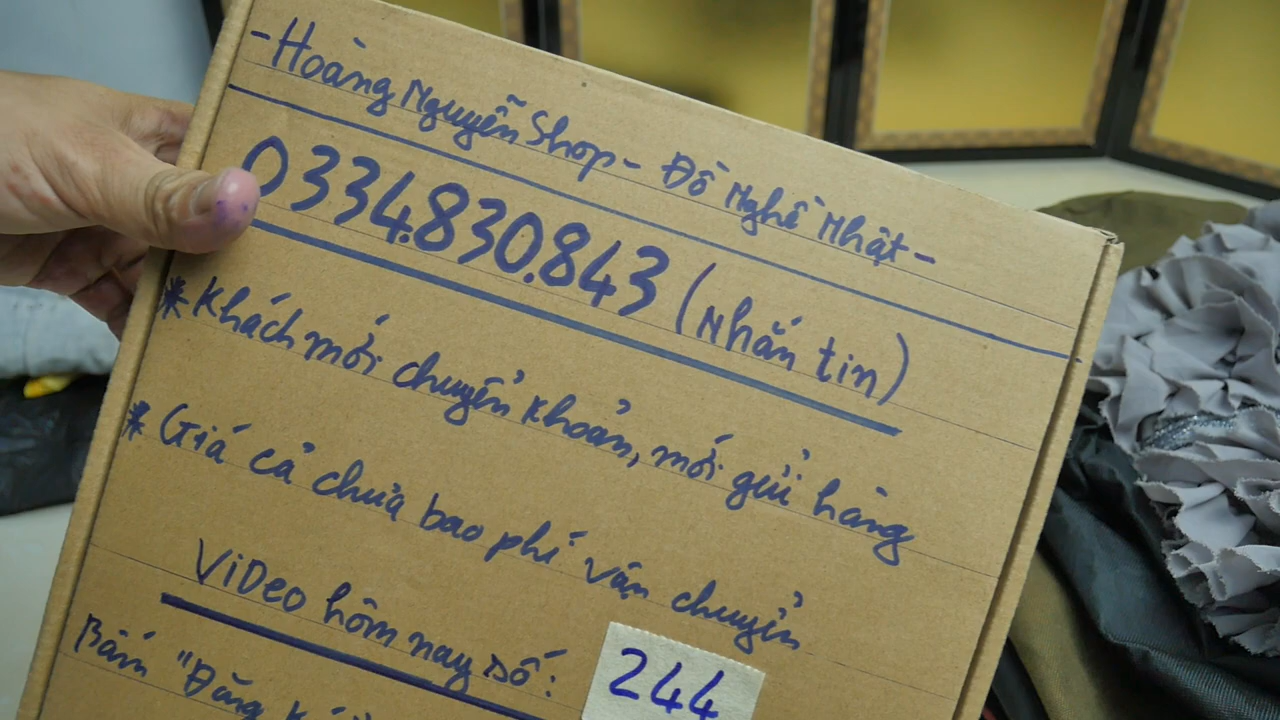 - Hoàng Nguyễn Shop - Đồ Nghề Nhật -
0334.830.843 (Nhắn tin)
* Khách mới chuyển khoản, mới gửi hàng
* Giá cả chưa bao phí vận chuyển
ViDeo hôm nay số: 244
Bấm "Đăng